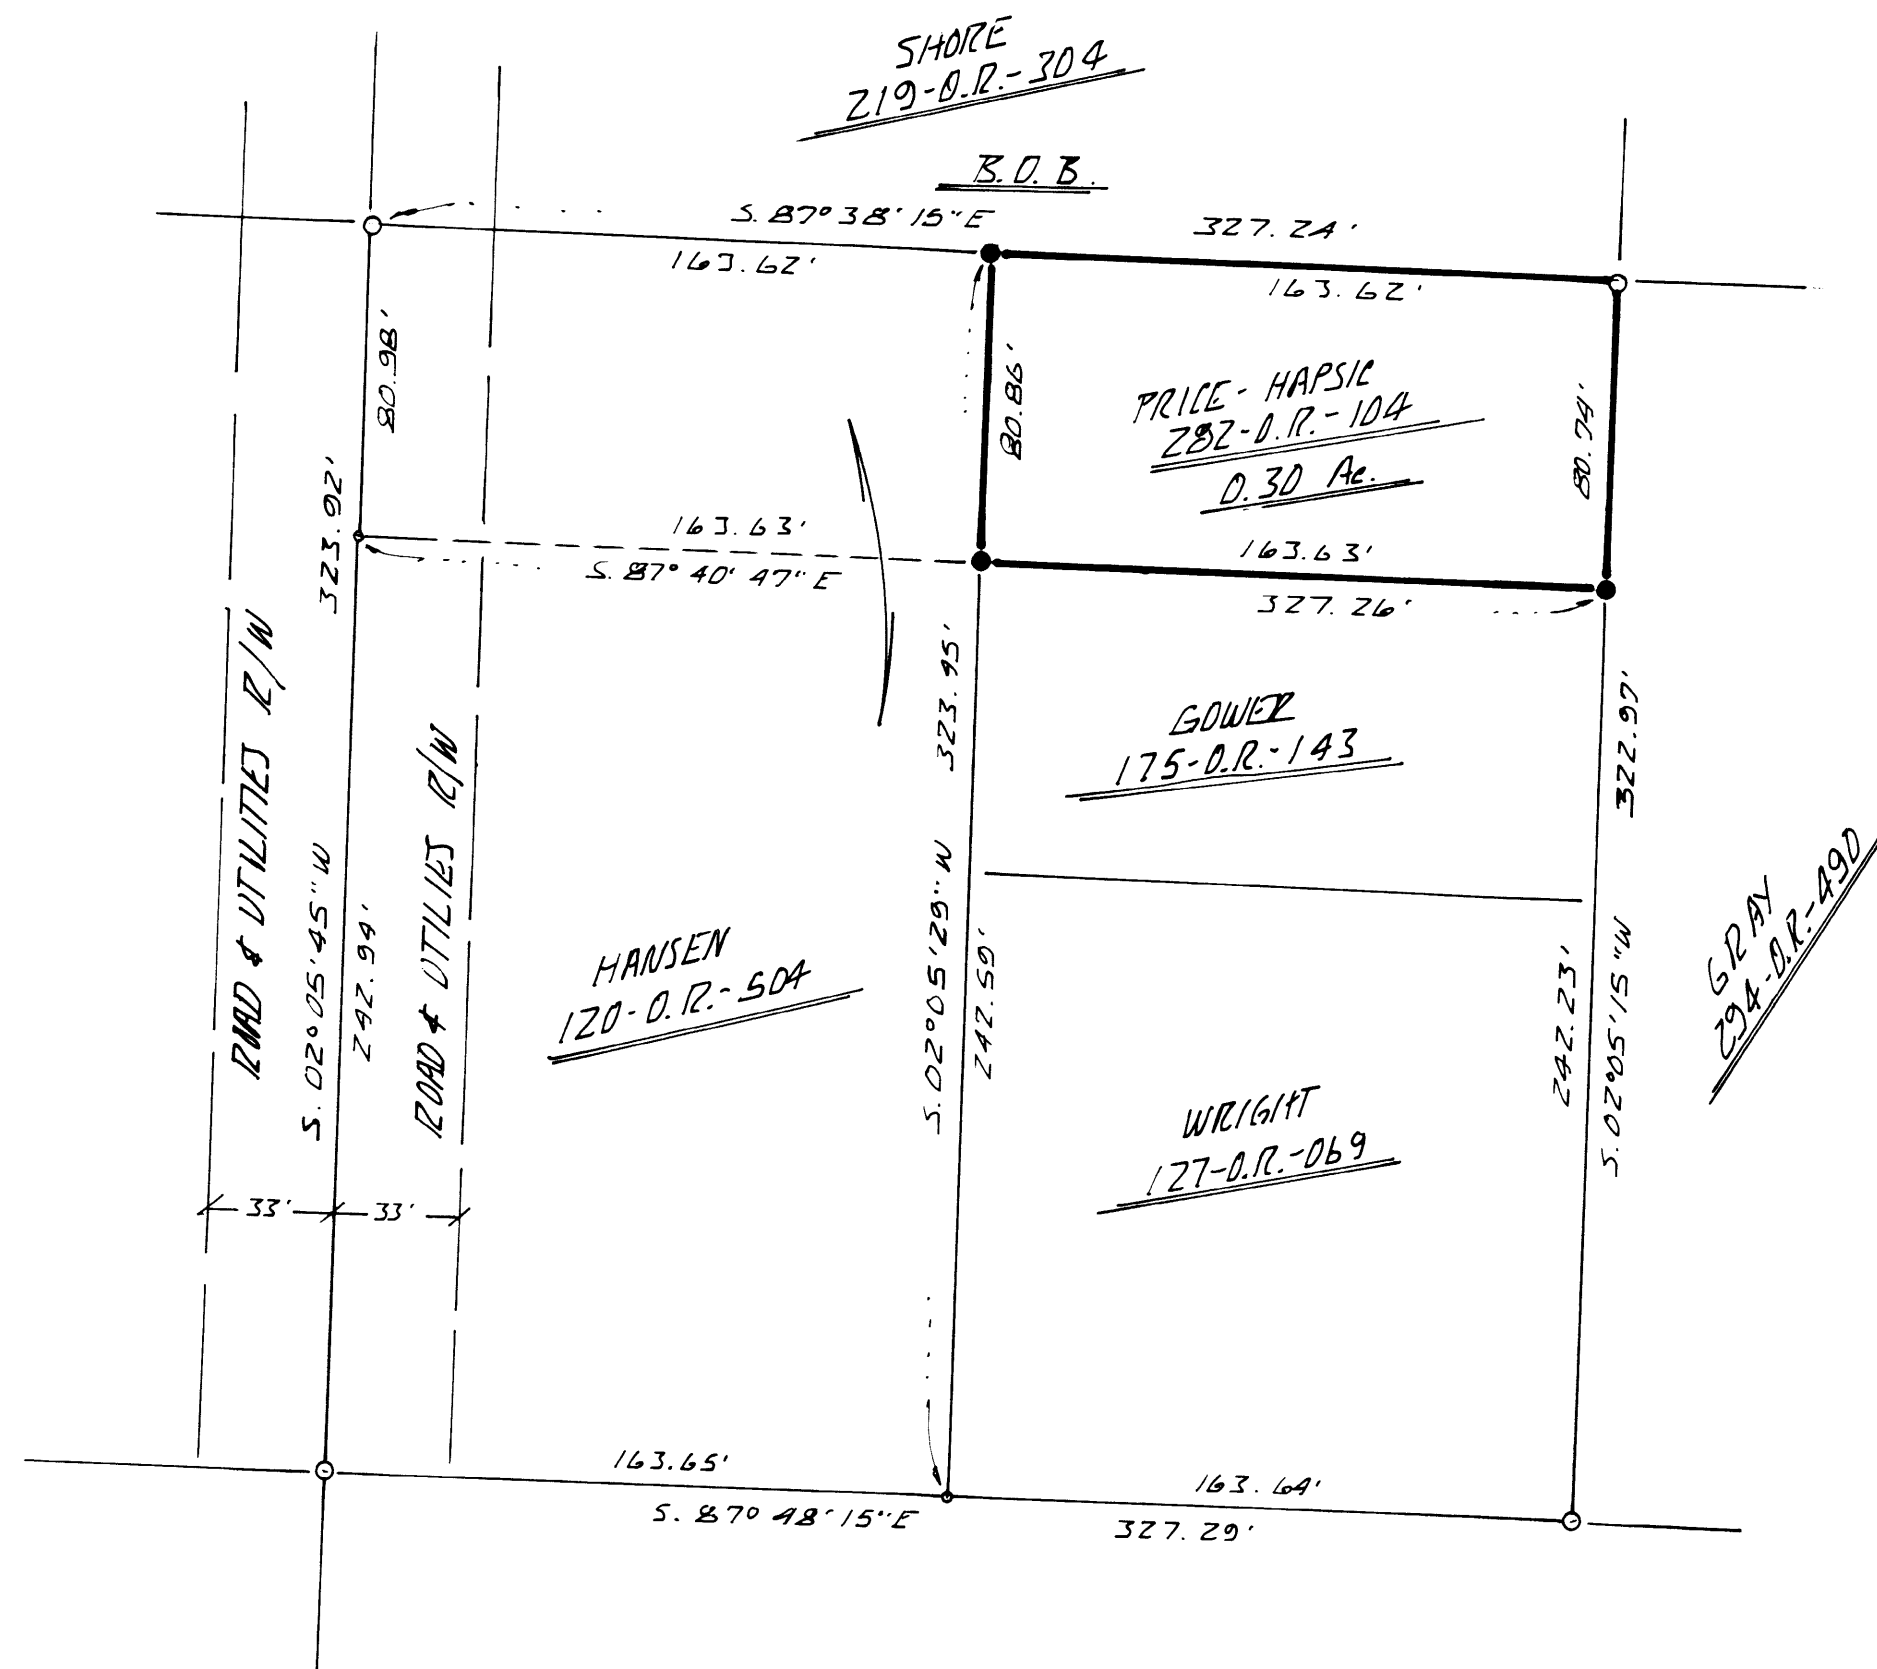 SHORE
219-O.R.-304
B.O.B.
S. 87° 38' 15" E
327.24'
163.62'
163.62'
80.98'
80.86'
PRICE - HAPSIC
282-O.R.-104
0.30 Ac.
80.74'
323.92'
163.63'
S. 87° 40' 47" E
163.63'
327.26'
ROAD & UTILITIES R/W
ROAD & UTILIES R/W
323.95'
GOWER
175-O.R.-143
322.97'
S. 02° 05' 45" W
242.94'
HANSEN
120-O.R.-504
S. 02° 05' 29" W
242.59'
GRAY
294-O.R.-490
242.23'
S. 02° 05' 15" W
WRIGHT
127-O.R.-069
33'
33'
163.65'
S. 87° 48' 15" E
163.64'
327.29'